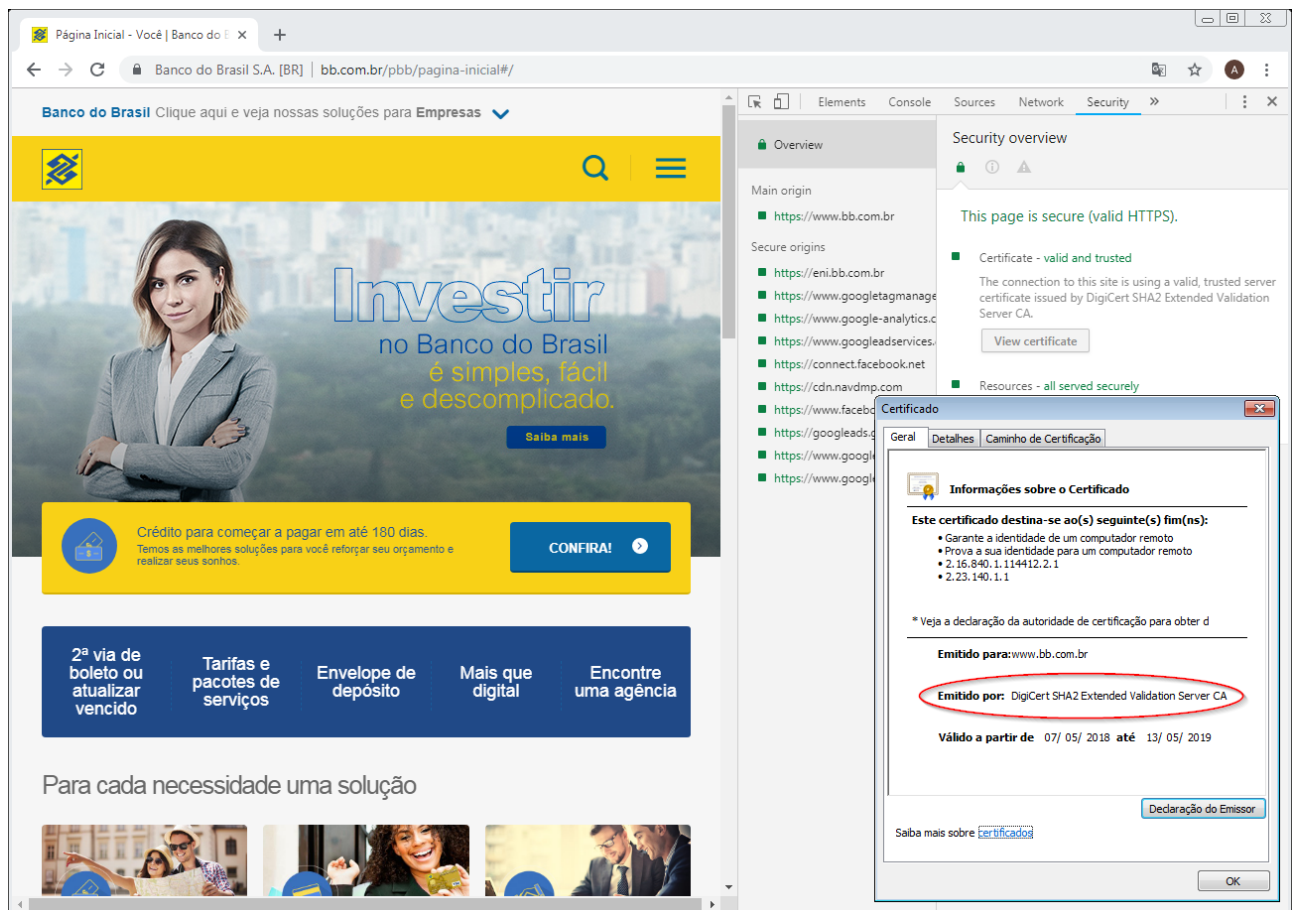 Página Inicial - Você | Banco do B
Banco do Brasil S.A. [BR] | bb.com.br/pbb/pagina-inicial#/
A
Banco do Brasil Clique aqui e veja nossas soluções para Empresas
Investir
no Banco do Brasil
é simples, fácil
e descomplicado.
Saiba mais
Crédito para começar a pagar em até 180 dias.
Temos as melhores soluções para você reforçar seu orçamento e
realizar seus sonhos.
CONFIRA!
2ª via de
boleto ou
atualizar
vencido
Tarifas e
pacotes de
serviços
Envelope de
depósito
Mais que
digital
Encontre
uma agência
Para cada necessidade uma solução
Elements Console Sources Network Security »
Overview
Main origin
https://www.bb.com.br
Secure origins
https://eni.bb.com.br
https://www.googletagmanage
https://www.google-analytics.c
https://www.googleadservices.
https://connect.facebook.net
https://cdn.navdmp.com
https://www.facebo
https://googleads.g
https://www.googl
https://www.googl
Security overview
This page is secure (valid HTTPS).
Certificate - valid and trusted
The connection to this site is using a valid, trusted server
certificate issued by DigiCert SHA2 Extended Validation
Server CA.
View certificate
Resources - all served securely
Certificado
Geral Detalhes Caminho de Certificação
Informações sobre o Certificado
Este certificado destina-se ao(s) seguinte(s) fim(ns):
• Garante a identidade de um computador remoto
• Prova a sua identidade para um computador remoto
• 2.16.840.1.114412.2.1
• 2.23.140.1.1
* Veja a declaração da autoridade de certificação para obter d
Emitido para: www.bb.com.br
Emitido por: DigiCert SHA2 Extended Validation Server CA
Válido a partir de 07/ 05/ 2018 até 13/ 05/ 2019
Declaração do Emissor
Saiba mais sobre certificados
OK